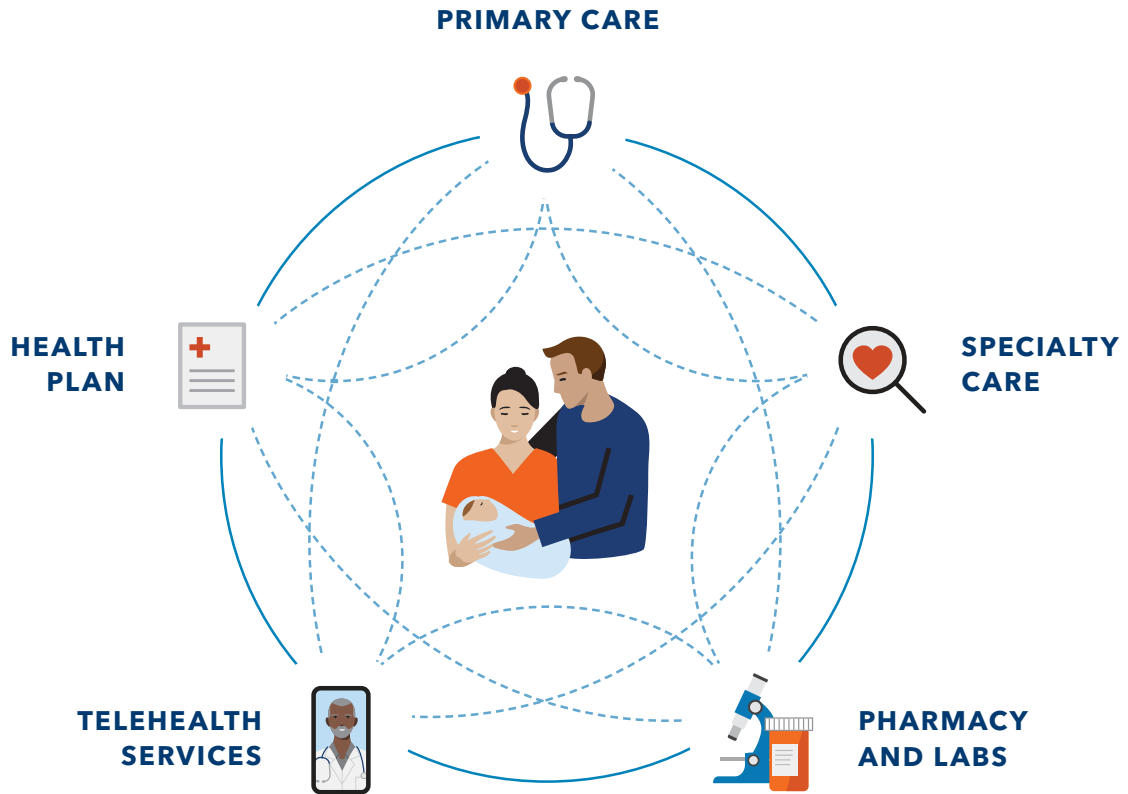 PRIMARY CARE
HEALTH
PLAN
SPECIALTY
CARE
TELEHEALTH
SERVICES
PHARMACY
AND LABS